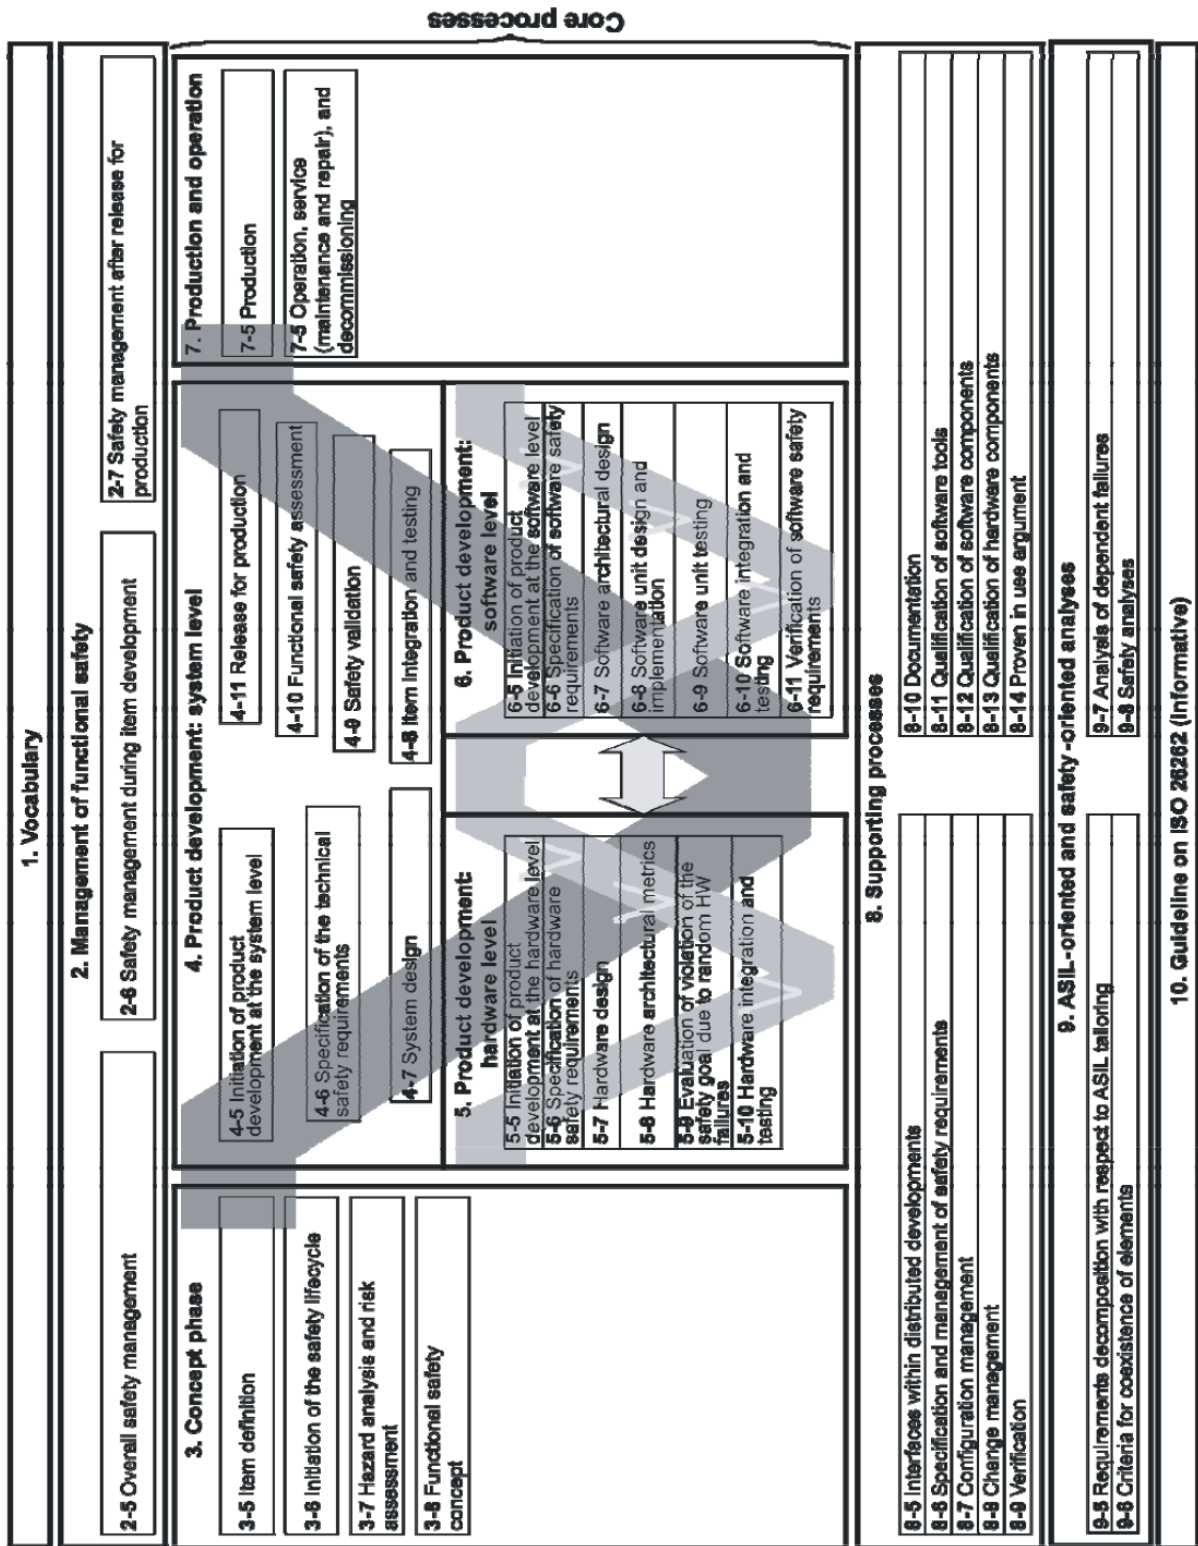 1. Vocabulary
2. Management of functional safety
2-5 Overall safety management
2-6 Safety management during item development
2-7 Safety management after release for
production
3. Concept phase
3-5 Item definition
3-6 Initiation of the safety lifecycle
3-7 Hazard analysis and risk
assessment
3-8 Functional safety
concept
4. Product development: system level
4-5 Initiation of product
development at the system level
4-6 Specification of the technical
safety requirements
4-7 System design
4-11 Release for production
4-10 Functional safety assessment
4-9 Safety validation
4-8 Item integration and testing
5. Product development:
hardware level
5-5 Initiation of product
development at the hardware level
5-6 Specification of hardware
safety requirements
5-7 Hardware design
5-8 Hardware architectural metrics
5-9 Evaluation of violation of the
safety goal due to random HW
failures
5-10 Hardware integration and
testing
6. Product development:
software level
6-5 Initiation of product
development at the software level
6-6 Specification of software safety
requirements
6-7 Software architectural design
6-8 Software unit design and
implementation
6-9 Software unit testing
6-10 Software integration and
testing
6-11 Verification of software safety
requirements
7. Production and operation
7-5 Production
7-5 Operation, service
(maintenance and repair), and
decommissioning
Core processes
8. Supporting processes
8-5 Interfaces within distributed developments
8-6 Specification and management of safety requirements
8-7 Configuration management
8-8 Change management
8-9 Verification
8-10 Documentation
8-11 Qualification of software tools
8-12 Qualification of software components
8-13 Qualification of hardware components
8-14 Proven in use argument
9. ASIL-oriented and safety-oriented analyses
9-5 Requirements decomposition with respect to ASIL tailoring
9-6 Criteria for coexistence of elements
9-7 Analysis of dependent failures
9-8 Safety analyses
10. Guideline on ISO 26262 (Informative)